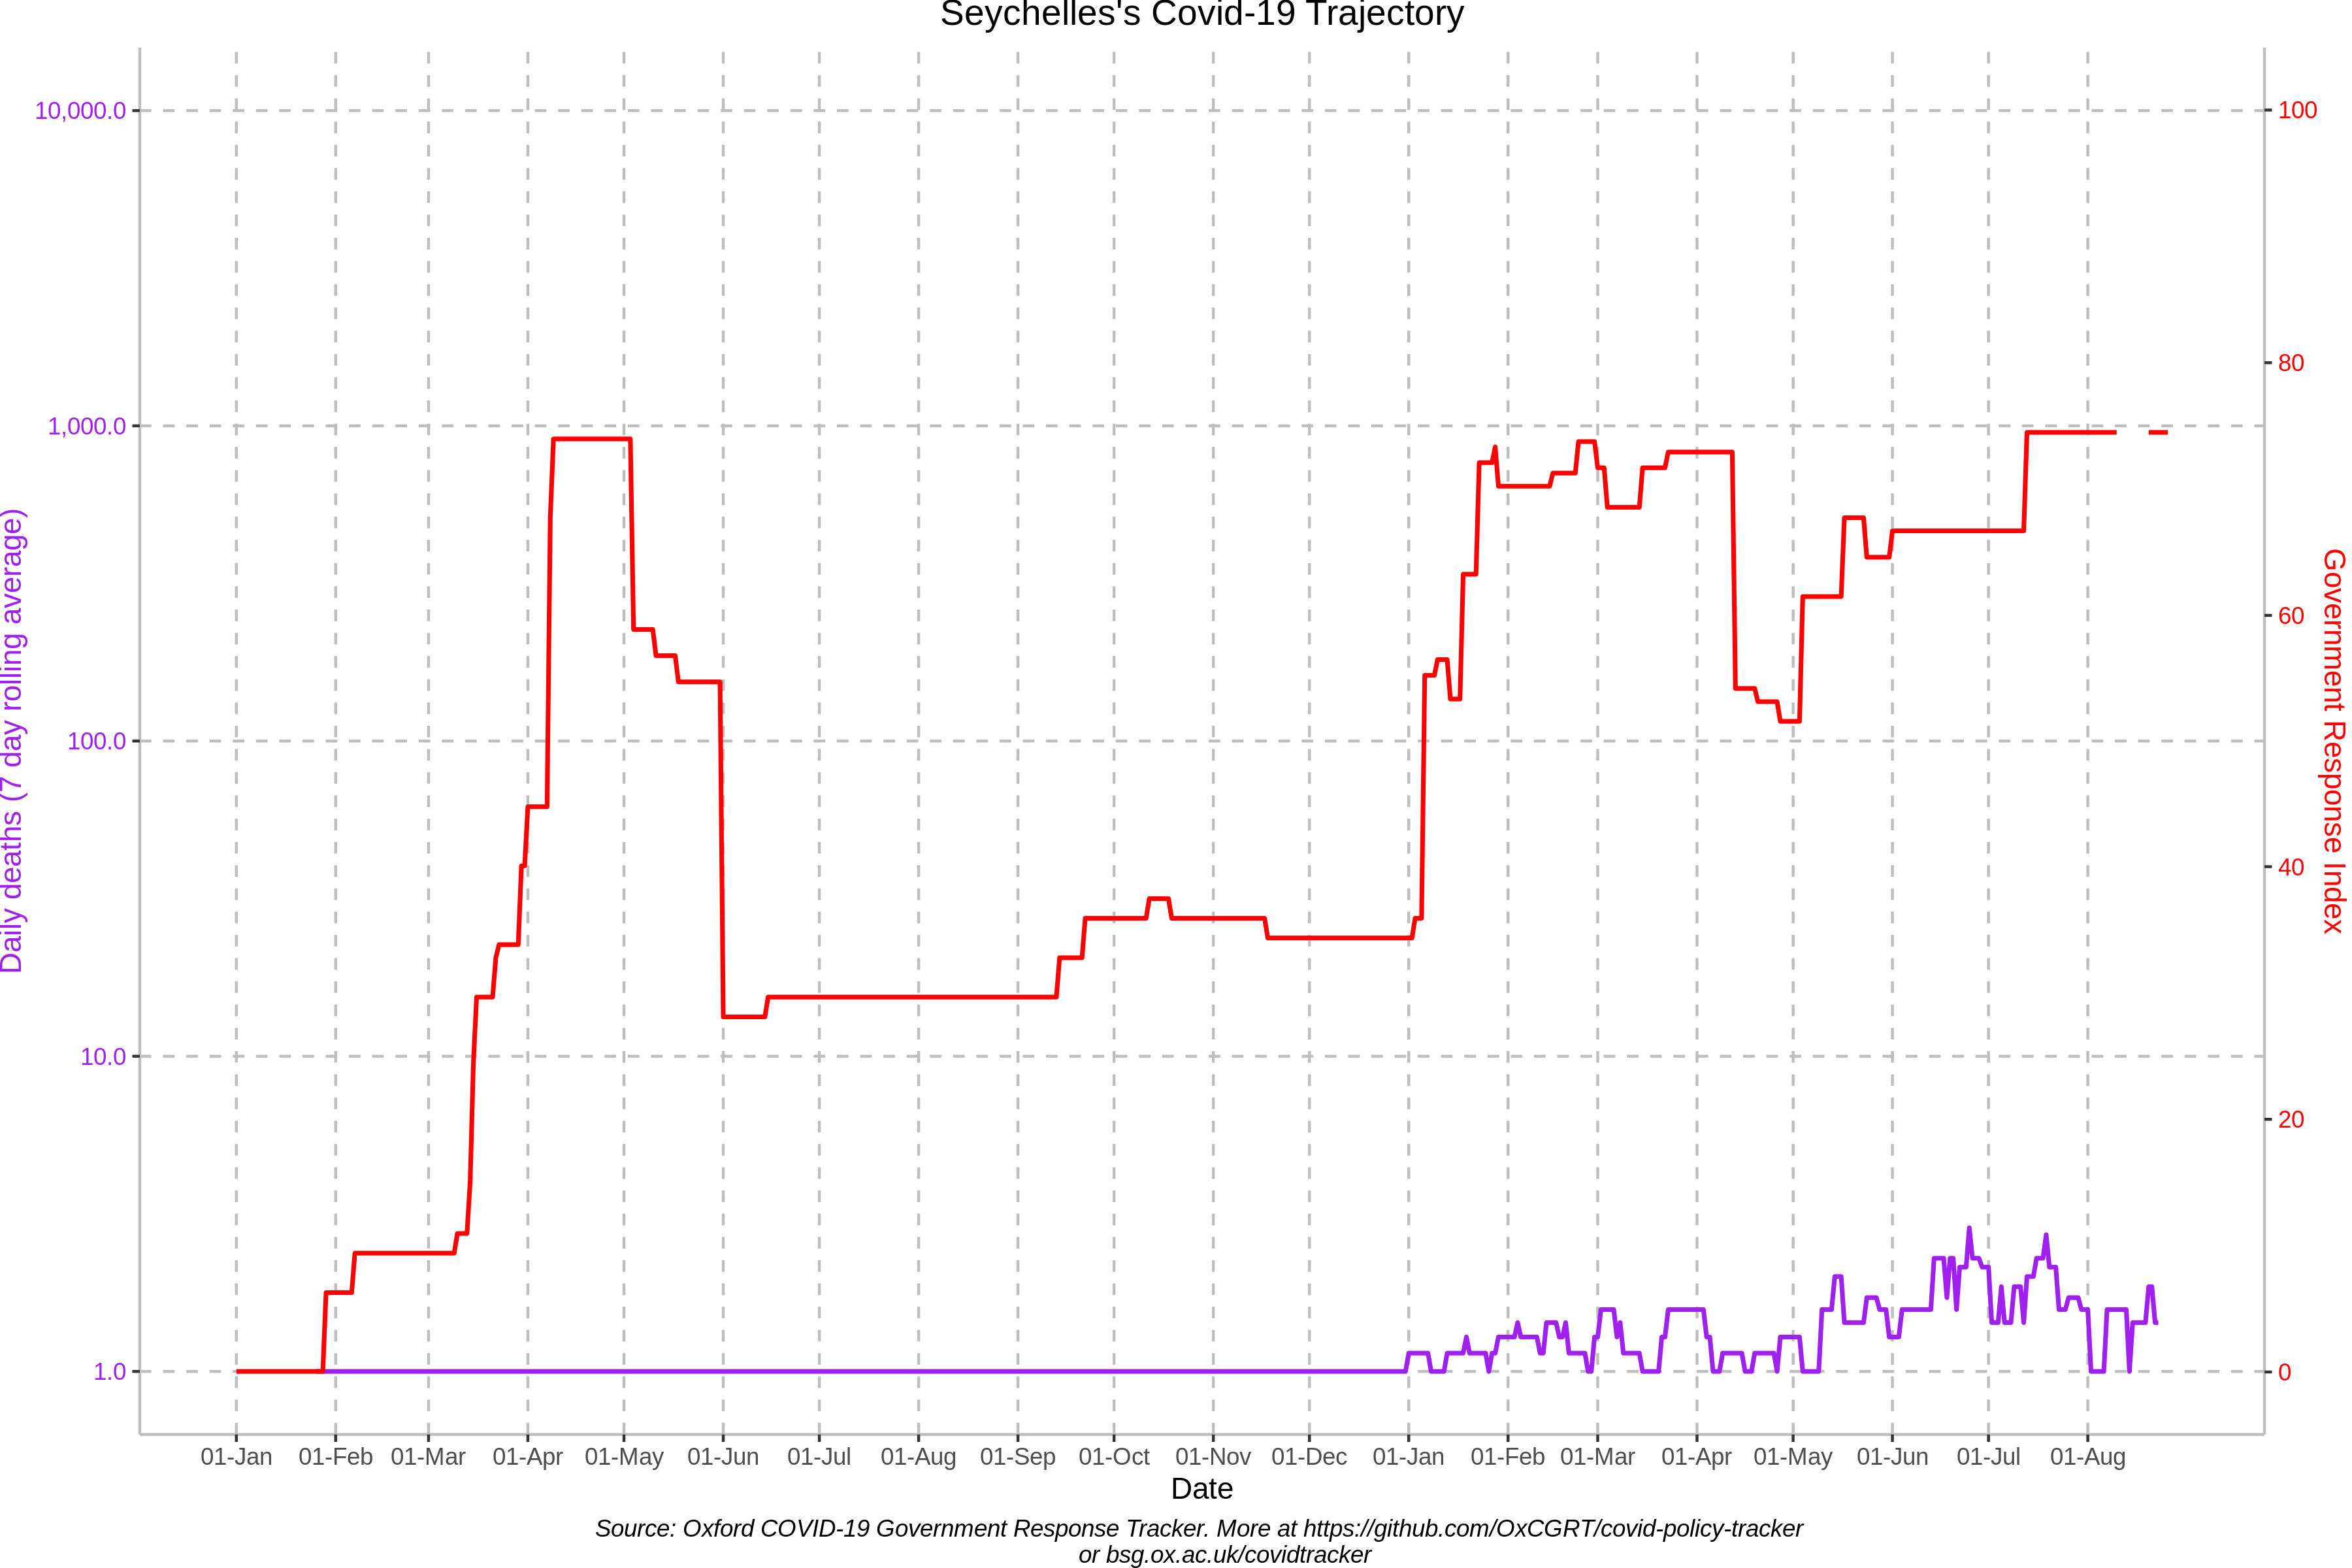 Seychelles's Covid-19 Trajectory
10,000.0
1,000.0
100.0
10.0
1.0
Daily deaths (7 day rolling average)
100
80
60
40
20
0
Government Response Index
01-Jan 01-Feb 01-Mar 01-Apr 01-May 01-Jun 01-Jul 01-Aug 01-Sep 01-Oct 01-Nov 01-Dec 01-Jan 01-Feb 01-Mar 01-Apr 01-May 01-Jun 01-Jul 01-Aug
Date
Source: Oxford COVID-19 Government Response Tracker. More at https://github.com/OxCGRT/covid-policy-tracker
or bsg.ox.ac.uk/covidtracker